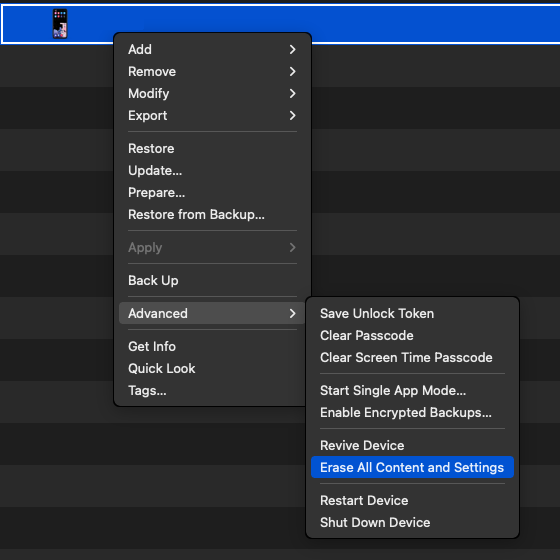 Add
Remove
Modify
Export
Restore
Update...
Prepare...
Restore from Backup...
Apply
Back Up
Advanced
Get Info
Quick Look
Tags...
Save Unlock Token
Clear Passcode
Clear Screen Time Passcode
Start Single App Mode...
Enable Encrypted Backups...
Revive Device
Erase All Content and Settings
Restart Device
Shut Down Device